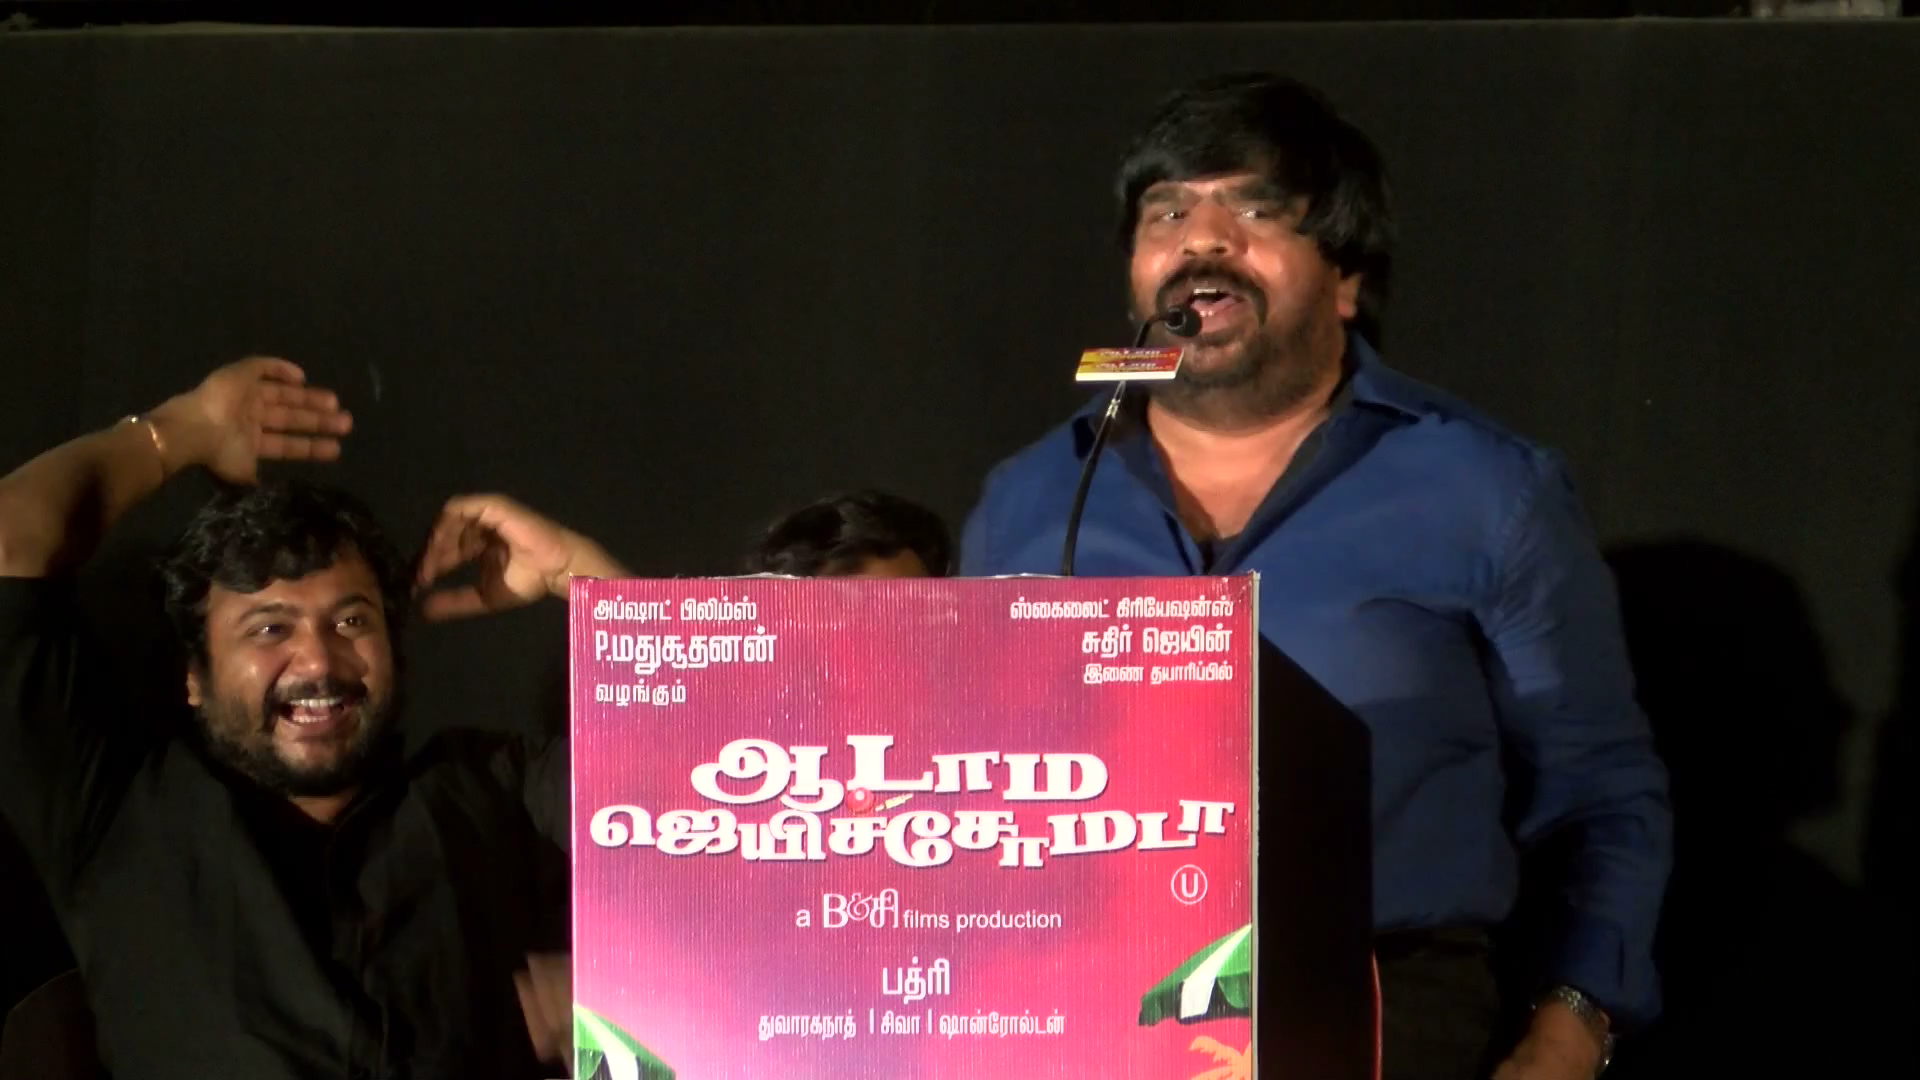 அப்ஷாட் பிலிம்ஸ்
P.மதுசூதனன்
வழங்கும்
ஸ்கைலைட் கிரியேஷன்ஸ்
சுதிர் ஜெயின்
இணை தயாரிப்பில்
ஆடாம
ஜெயிச்சோமடா
U
a B&சி films production
பத்ரி
துவாரகநாத் | சிவா | ஷான்ரோல்டன்